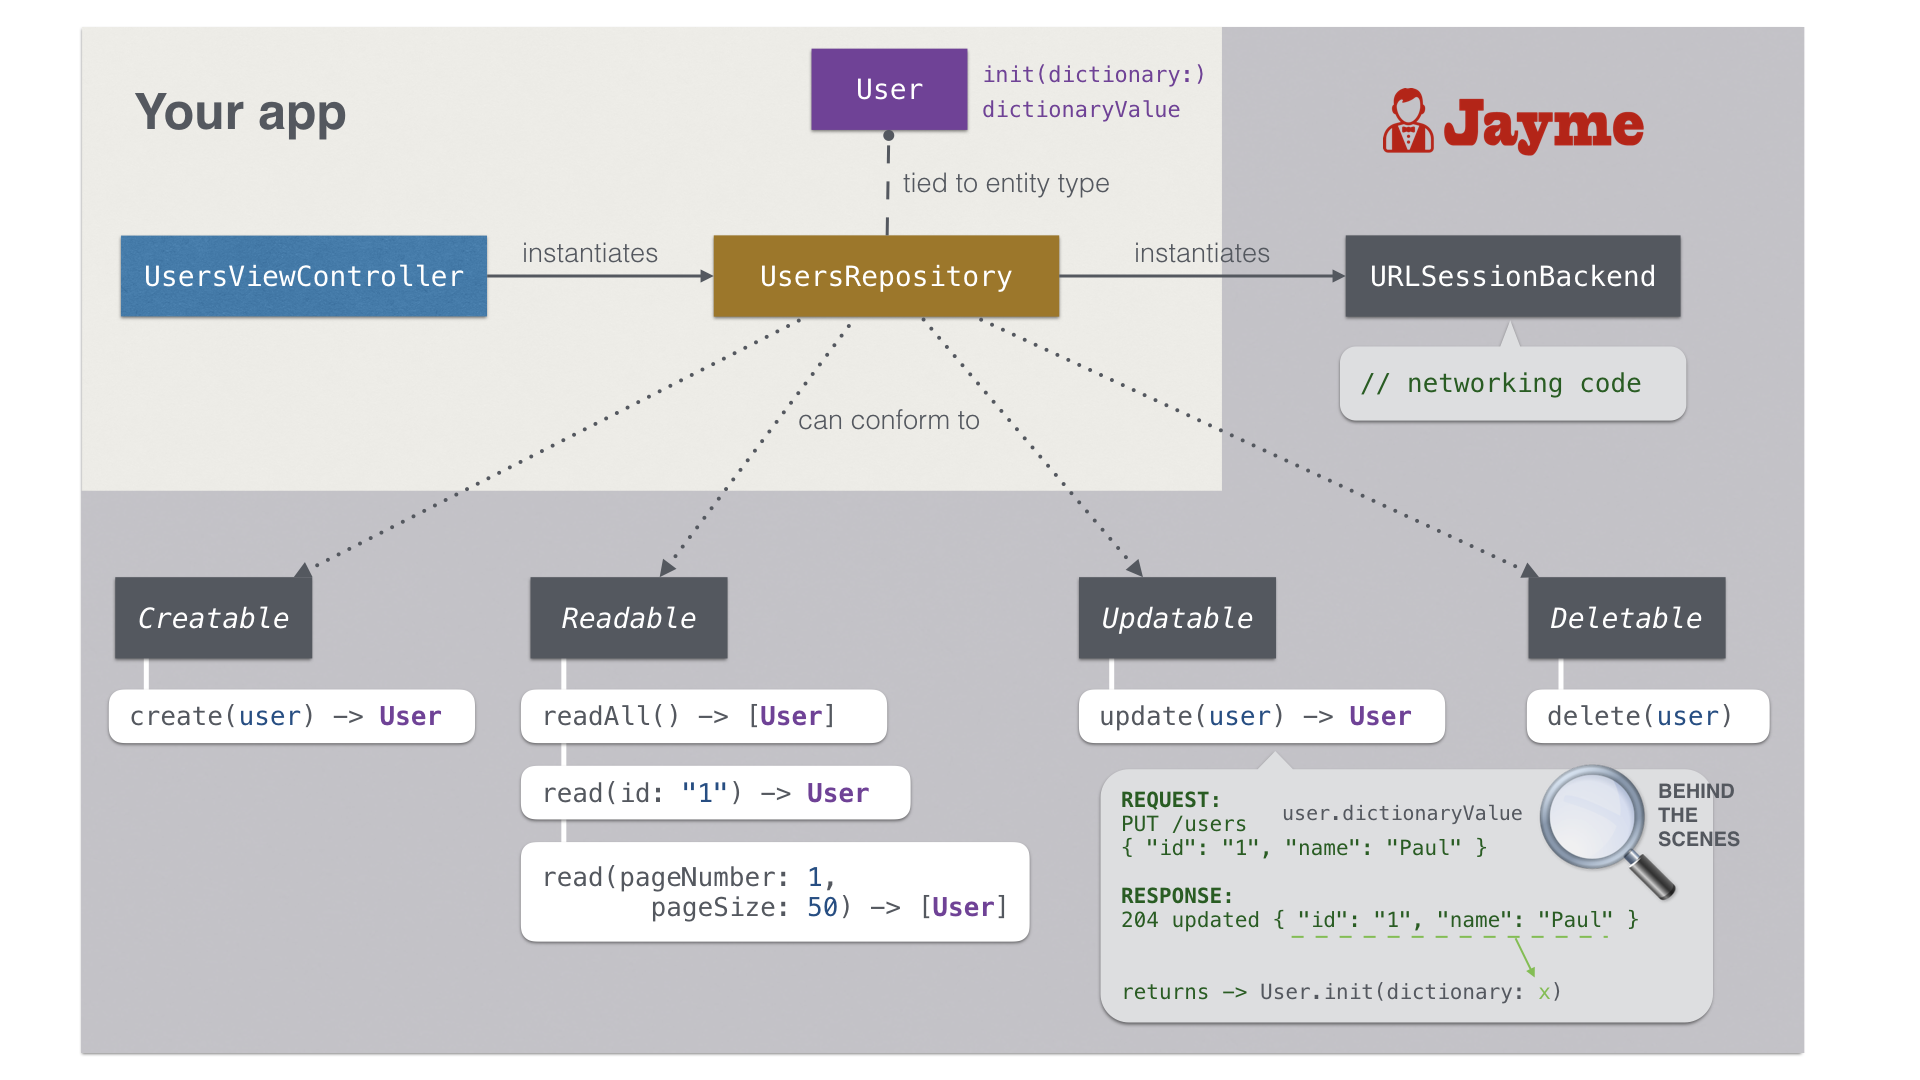 Your app
User
init(dictionary:)
dictionaryValue
Jayme
tied to entity type
UsersViewController
instantiates
UsersRepository
instantiates
URLSessionBackend
// networking code
can conform to
Creatable
Readable
Updatable
Deletable
create(user) -> User
readAll() -> [User]
update(user) -> User
delete(user)
read(id: "1") -> User
read(pageNumber: 1,
pageSize: 50) -> [User]
REQUEST:
PUT /users
user.dictionaryValue
{ "id": "1", "name": "Paul" }
BEHIND
THE
SCENES
RESPONSE:
204 updated { "id": "1", "name": "Paul" }
returns -> User.init(dictionary: x)